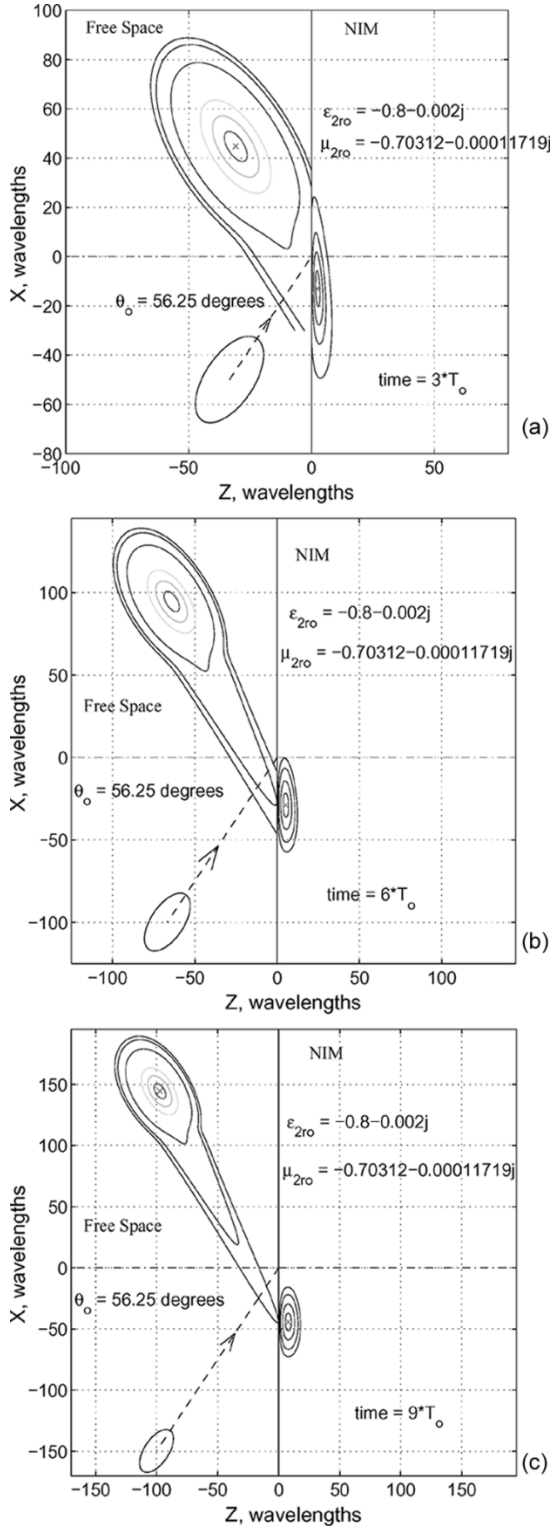 Free Space
NIM
ε2ro = −0.8−0.002j
μ2ro = −0.70312−0.00011719j
θo = 56.25 degrees
time = 3*To
X, wavelengths
100
80
60
40
20
0
−20
−40
−60
80
−100
−50
0
50
Z, wavelengths
(a)
NIM
ε2ro = −0.8−0.002j
μ2ro = −0.70312−0.00011719j
Free Space
θo = 56.25 degrees
time = 6*To
X, wavelengths
100
50
0
−50
−100
−100
−50
0
50
100
Z, wavelengths
(b)
NIM
ε2ro = −0.8−0.002j
μ2ro = −0.70312−0.00011719j
Free Space
θo = 56.25 degrees
time = 9*To
X, wavelengths
150
100
50
0
−50
−100
−150
−150
−100
−50
0
50
100
150
Z, wavelengths
(c)